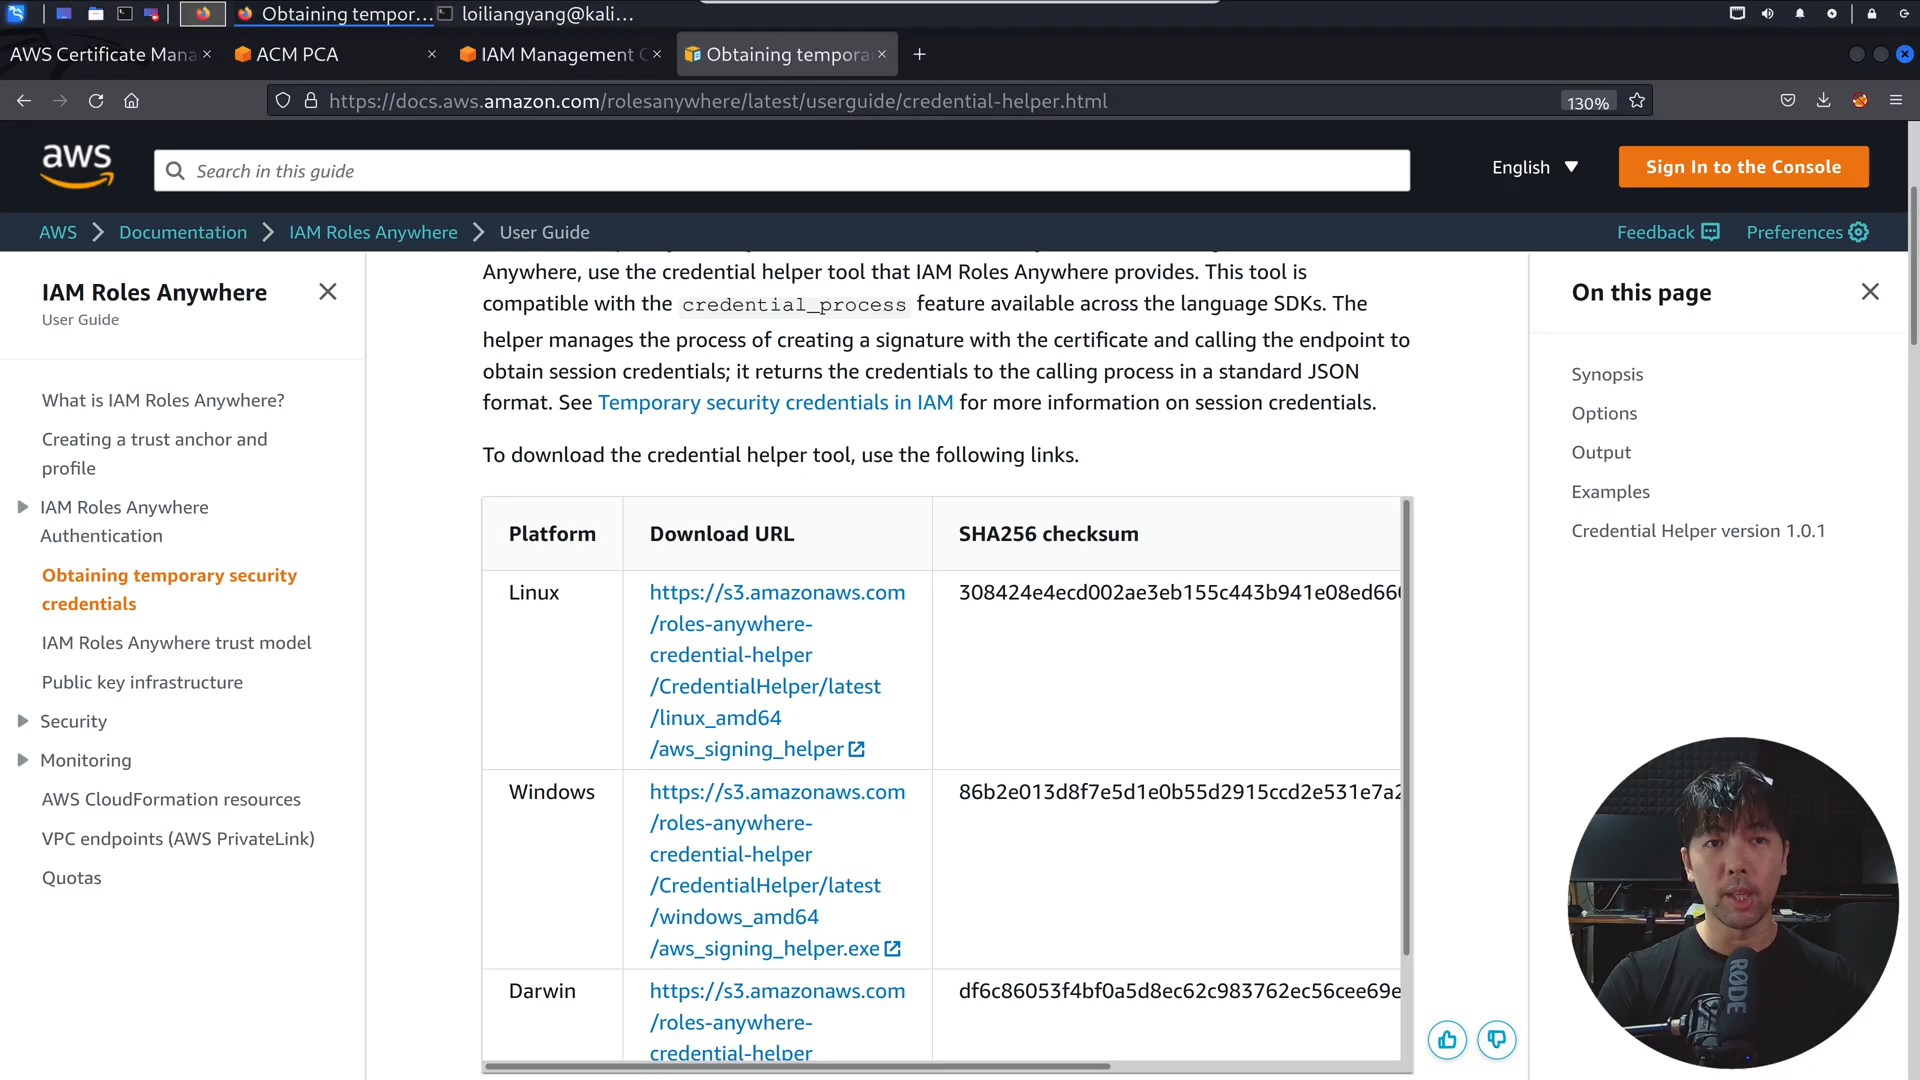 Obtaining tempor...
loiliangyang@kali...
AWS Certificate Mana
ACM PCA
IAM Management C
Obtaining tempora
https://docs.aws.amazon.com/rolesanywhere/latest/userguide/credential-helper.html
130%
aws
Search in this guide
English
Sign In to the Console
AWS
Documentation
IAM Roles Anywhere
User Guide
Feedback
Preferences
IAM Roles Anywhere
User Guide
What is IAM Roles Anywhere?
Creating a trust anchor and
profile
IAM Roles Anywhere
Authentication
Obtaining temporary security
credentials
IAM Roles Anywhere trust model
Public key infrastructure
Security
Monitoring
AWS CloudFormation resources
VPC endpoints (AWS PrivateLink)
Quotas
Anywhere, use the credential helper tool that IAM Roles Anywhere provides. This tool is
compatible with the credential_process feature available across the language SDKs. The
helper manages the process of creating a signature with the certificate and calling the endpoint to
obtain session credentials; it returns the credentials to the calling process in a standard JSON
format. See Temporary security credentials in IAM for more information on session credentials.
To download the credential helper tool, use the following links.
Platform
Download URL
SHA256 checksum
Linux
https://s3.amazonaws.com
/roles-anywhere-
credential-helper
/CredentialHelper/latest
/linux_amd64
/aws_signing_helper
308424e4ecd002ae3eb155c443b941e08ed66
Windows
https://s3.amazonaws.com
/roles-anywhere-
credential-helper
/CredentialHelper/latest
/windows_amd64
/aws_signing_helper.exe
86b2e013d8f7e5d1e0b55d2915ccd2e531e7a2
Darwin
https://s3.amazonaws.com
/roles-anywhere-
credential-helper
df6c86053f4bf0a5d8ec62c983762ec56cee69e
On this page
Synopsis
Options
Output
Examples
Credential Helper version 1.0.1
RØDE